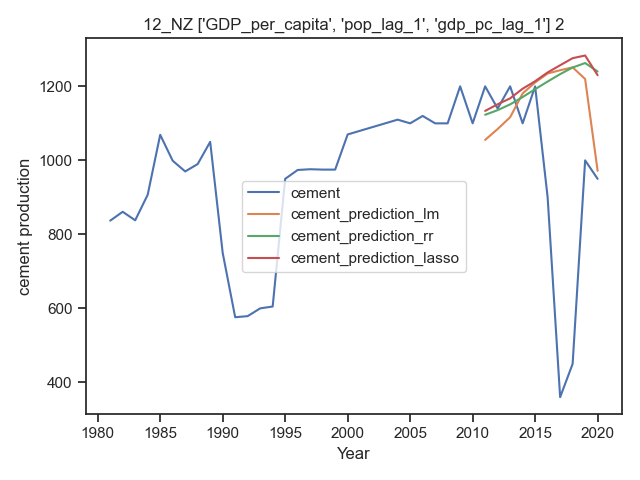 12_NZ ['GDP_per_capita', 'pop_lag_1', 'gdp_pc_lag_1'] 2
cement production
1200
1000
800
600
400
cement
cement_prediction_lm
cement_prediction_rr
cement_prediction_lasso
1980 1985 1990 1995 2000 2005 2010 2015 2020
Year